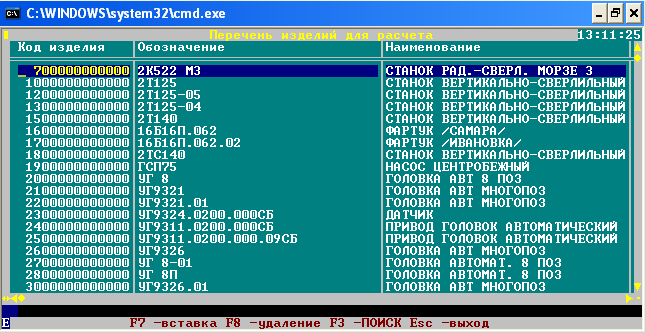 C:\WINDOWS\system32\cmd.exe
Перечень изделий для расчета 13:11:25
Код изделия Обозначение Наименование
_ 700000000000 2К522 М3 СТАНОК РАД.-СВЕРЛ. МОРЗЕ 3
1000000000000 2Т125 СТАНОК ВЕРТИКАЛЬНО-СВЕРЛИЛЬНЫЙ
1200000000000 2Т125-05 СТАНОК ВЕРТИКАЛЬНО-СВЕРЛИЛЬНЫЙ
1300000000000 2Т125-04 СТАНОК ВЕРТИКАЛЬНО-СВЕРЛИЛЬНЫЙ
1500000000000 2Т140 СТАНОК ВЕРТИКАЛЬНО-СВЕРЛИЛЬНЫЙ
1600000000000 16Б16П.062 ФАРТУК /САМАРА/
1700000000000 16Б16П.062.02 ФАРТУК /ИВАНОВКА/
1800000000000 2ТС140 СТАНОК ВЕРТИКАЛЬНО-СВЕРЛИЛЬНЫЙ
1900000000000 ГСП75 НАСОС ЦЕНТРОБЕЖНЫЙ
2000000000000 УГ 8 ГОЛОВКА АВТ 8 ПОЗ
2100000000000 УГ9321 ГОЛОВКА АВТ МНОГОПОЗ
2200000000000 УГ9321.01 ГОЛОВКА АВТ МНОГОПОЗ
2300000000000 УГ9324.0200.000СБ ДАТЧИК
2400000000000 УГ9311.0200.000СБ ПРИВОД ГОЛОВОК АВТОМАТИЧЕСКИЙ
2500000000000 УГ9311.0200.000.09СБ ПРИВОД ГОЛОВОК АВТОМАТИЧЕСКИЙ
2600000000000 УГ9326 ГОЛОВКА АВТ МНОГОПОЗ
2700000000000 УГ 8-01 ГОЛОВКА АВТОМАТ. 8 ПОЗ
2800000000000 УГ 8П ГОЛОВКА АВТОМАТ. 8 ПОЗ
3000000000000 УГ9326.01 ГОЛОВКА АВТ МНОГОПОЗ
E F7 -вставка F8 -удаление F3 -ПОИСК Esc -выход